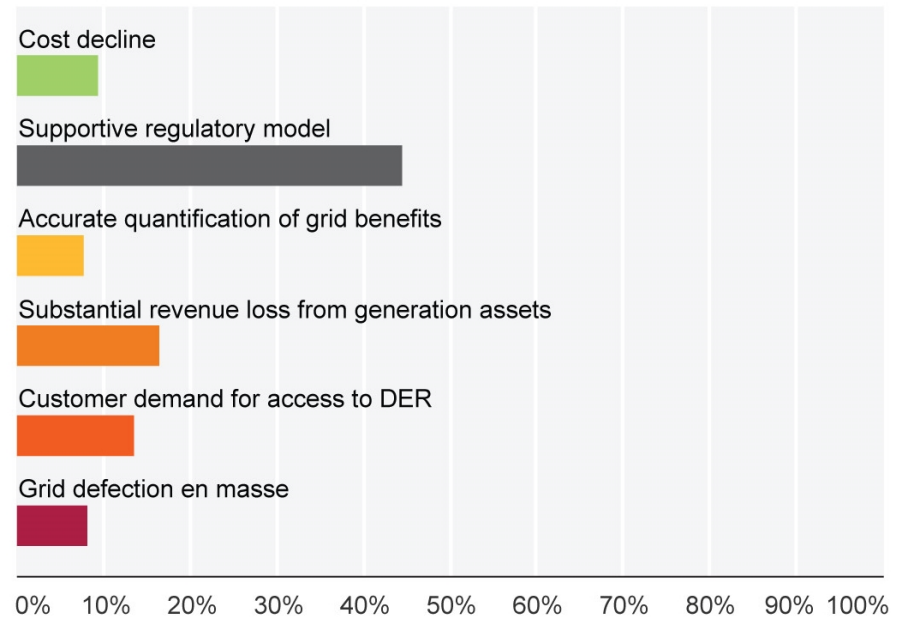 Cost decline
Supportive regulatory model
Accurate quantification of grid benefits
Substantial revenue loss from generation assets
Customer demand for access to DER
Grid defection en masse
0% 10% 20% 30% 40% 50% 60% 70% 80% 90% 100%